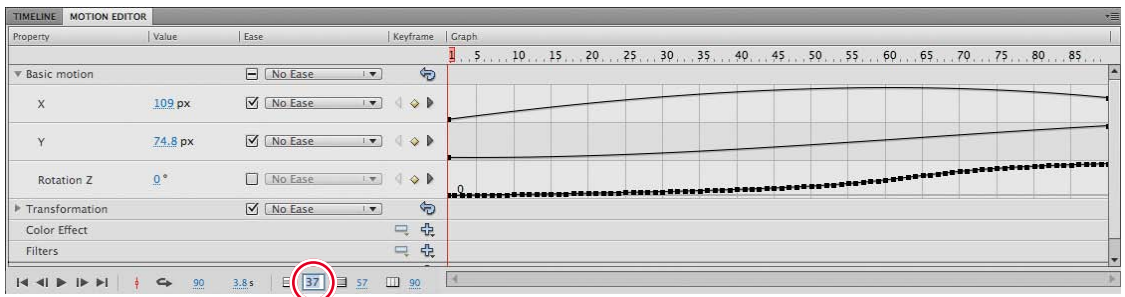 TIMELINE MOTION EDITOR
Property Value Ease Keyframe Graph
1 5 10 15 20 25 30 35 40 45 50 55 60 65 70 75 80 85
Basic motion No Ease
X 109 px No Ease
Y 74.8 px No Ease
Rotation Z 0° No Ease 0
Transformation No Ease
Color Effect
Filters
90 3.8 s 37 57 90